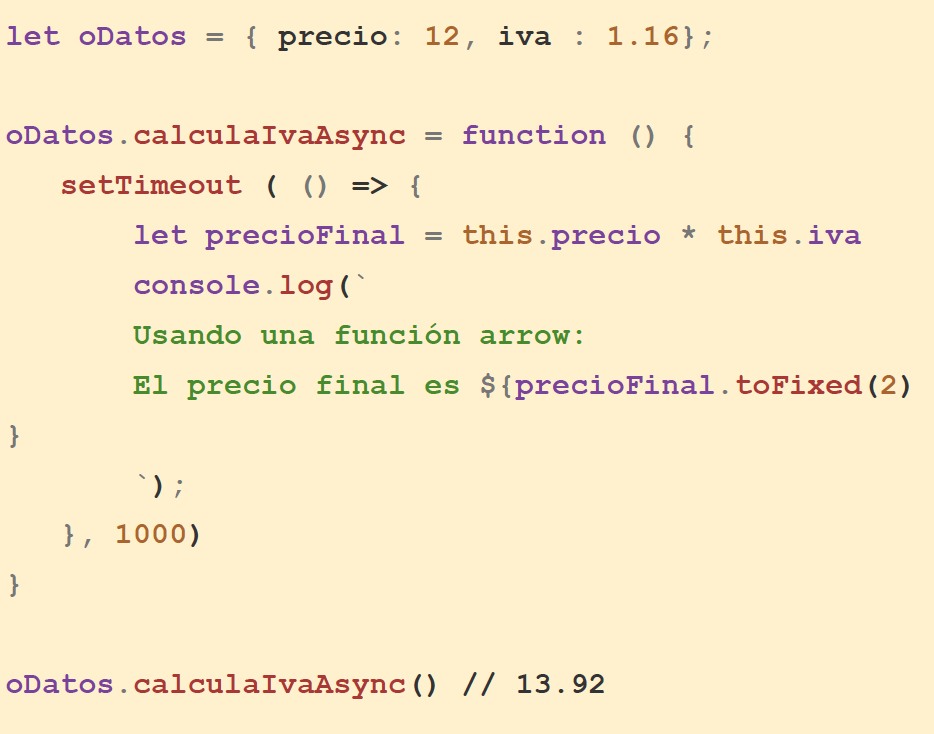 let oDatos = { precio: 12, iva : 1.16};
oDatos.calculaIvaAsync = function () {
setTimeout ( () => {
let precioFinal = this.precio * this.iva
console.log(`
Usando una función arrow:
El precio final es ${precioFinal.toFixed(2)
}
`);
}, 1000)
}
oDatos.calculaIvaAsync() // 13.92